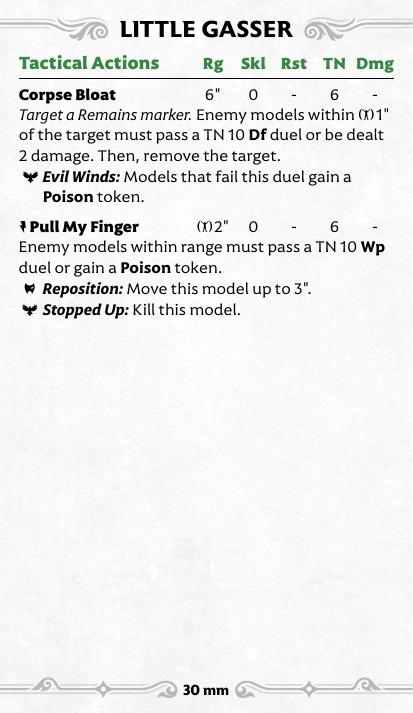 LITTLE GASSER
Tactical Actions Rg Skl Rst TN Dmg
Corpse Bloat 6" 0 - 6 -
Target a Remains marker. Enemy models within 1"
of the target must pass a TN 10 Df duel or be dealt
2 damage. Then, remove the target.
Evil Winds: Models that fail this duel gain a
Poison token.
Pull My Finger 2" 0 - 6 -
Enemy models within range must pass a TN 10 Wp
duel or gain a Poison token.
Reposition: Move this model up to 3".
Stopped Up: Kill this model.
30 mm